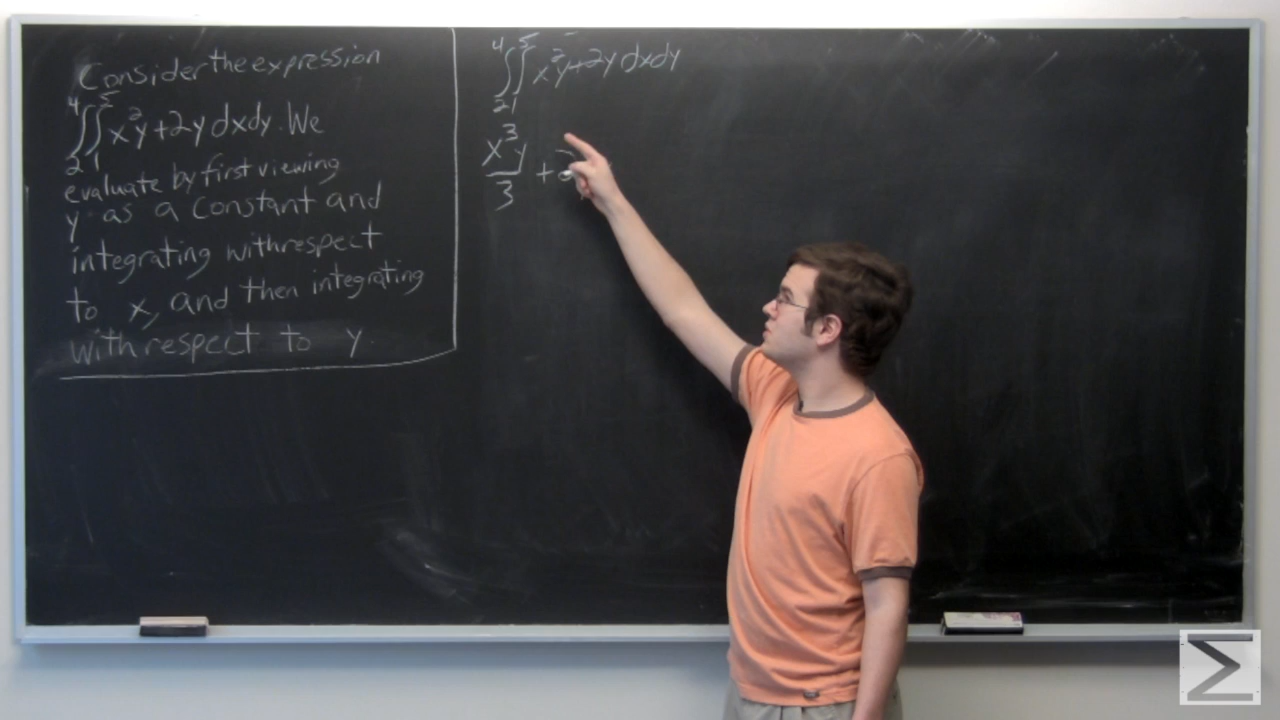 Consider the expression
4 5
∫∫ x²y+2y dxdy. We
2 1
evaluate by first viewing
y as a constant and
integrating with respect
to x, and then integrating
with respect to y.
4 5
∫∫ x²y+2y dxdy
2 1
x³y
3
+2
Σ